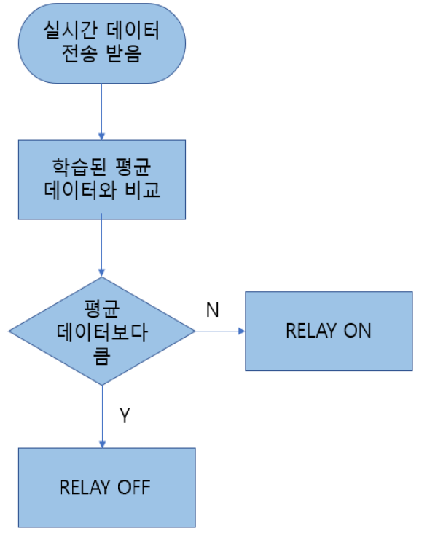 실시간 데이터
전송 받음
학습된 평균
데이터와 비교
평균
데이터보다
큼
N
RELAY ON
Y
RELAY OFF